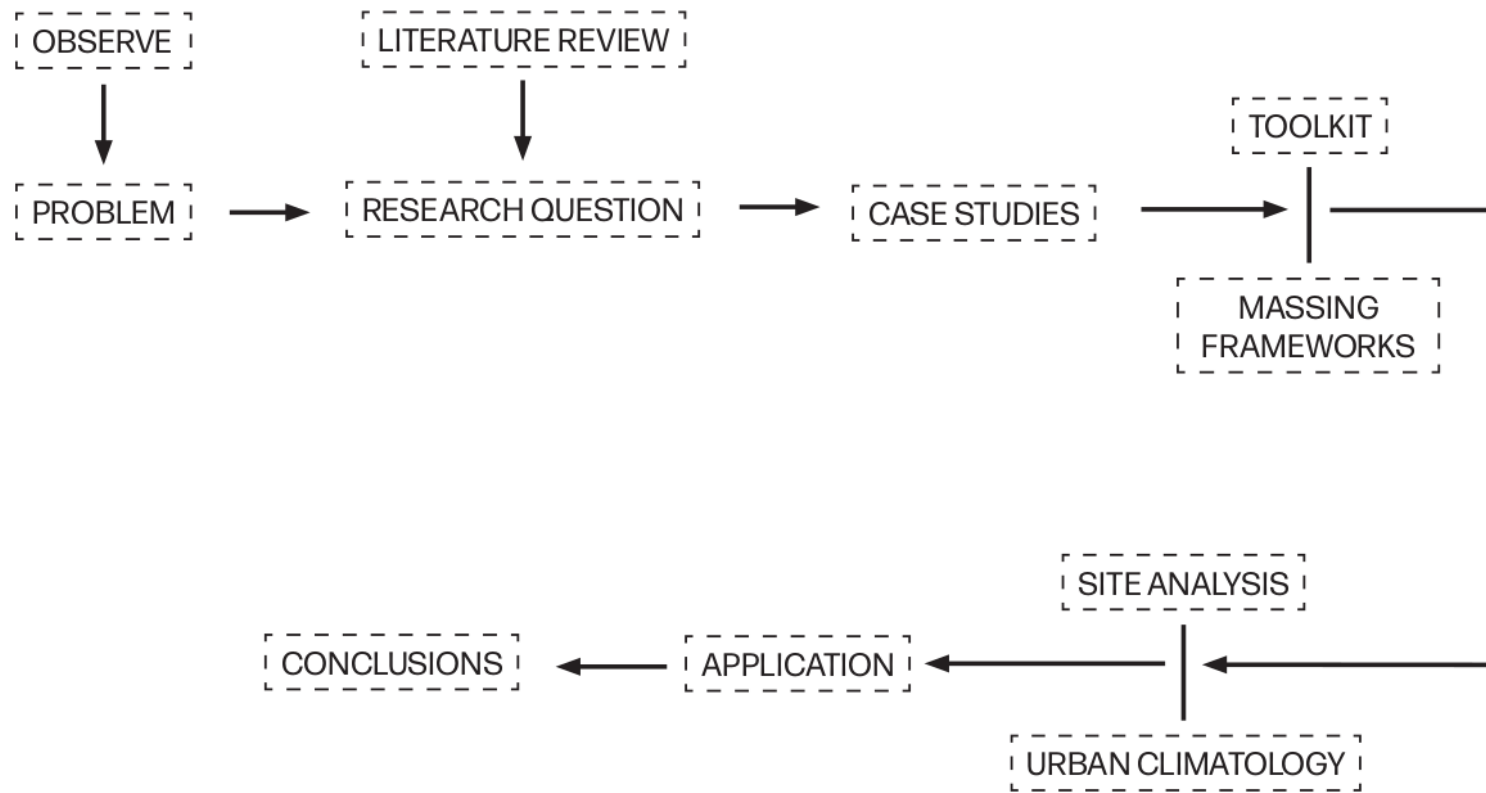 OBSERVE
LITERATURE REVIEW
TOOLKIT
PROBLEM
RESEARCH QUESTION
CASE STUDIES
MASSING
FRAMEWORKS
SITE ANALYSIS
CONCLUSIONS
APPLICATION
URBAN CLIMATOLOGY